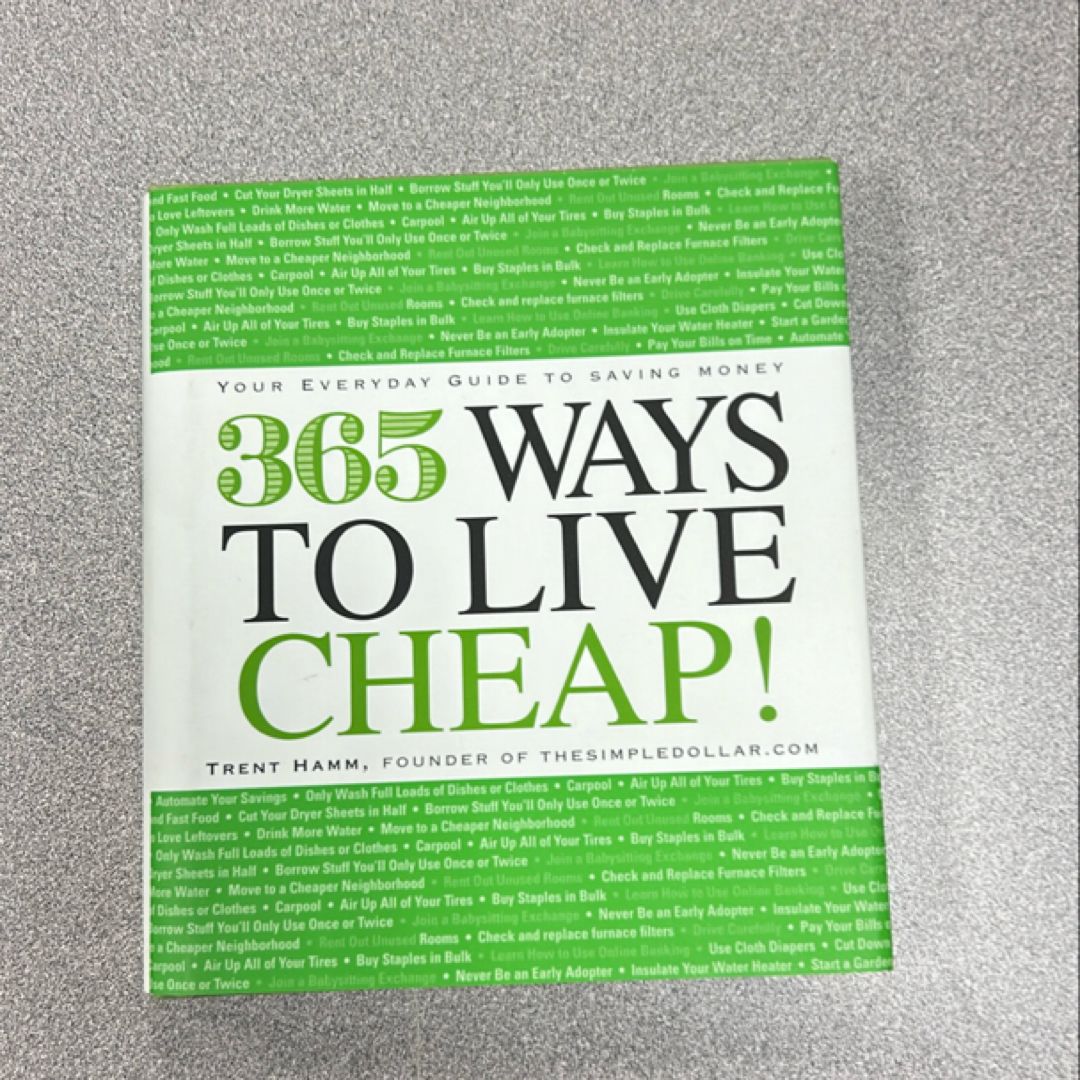 nd Fast Food • Cut Your Dryer Sheets in Half • Borrow Stuff You'll Only Use Once or Twice • Join a Babysitting Exchange •
o Love Leftovers • Drink More Water • Move to a Cheaper Neighborhood • Rent Out Unused Rooms • Check and Replace Fu
Only Wash Full Loads of Dishes or Clothes • Carpool • Air Up All of Your Tires • Buy Staples in Bulk • Learn How to Use
ryer Sheets in Half • Borrow Stuff You'll Only Use Once or Twice • Join a Babysitting Exchange • Never Be an Early Adopte
ore Water • Move to a Cheaper Neighborhood • Rent Out Unused Rooms • Check and Replace Furnace Filters • Drive Care
Dishes or Clothes • Carpool • Air Up All of Your Tires • Buy Staples in Bulk • Learn How to Use Online Banking • Use Clo
orrow Stuff You'll Only Use Once or Twice • Join a Babysitting Exchange • Never Be an Early Adopter • Insulate Your Water
a Cheaper Neighborhood • Rent Out Unused Rooms • Check and replace furnace filters • Drive Carefully • Pay Your Bills
arpool • Air Up All of Your Tires • Buy Staples in Bulk • Learn How to Use Online Banking • Use Cloth Diapers • Cut Down
se Once or Twice • Join a Babysitting Exchange • Never Be an Early Adopter • Insulate Your Water Heater • Start a Garde
ood • Rent Out Unused Rooms • Check and Replace Furnace Filters • Drive Carefully • Pay Your Bills on Time • Automate
YOUR EVERYDAY GUIDE TO SAVING MONEY
365 WAYS
TO LIVE
CHEAP!
TRENT HAMM, FOUNDER OF THESIMPLEDOLLAR.COM
Automate Your Savings • Only Wash Full Loads of Dishes or Clothes • Carpool • Air Up All of Your Tires • Buy Staples in B
nd Fast Food • Cut Your Dryer Sheets in Half • Borrow Stuff You'll Only Use Once or Twice • Join a Babysitting Exchange
Love Leftovers • Drink More Water • Move to a Cheaper Neighborhood • Rent Out Unused Rooms • Check and Replace Fu
Only Wash Full Loads of Dishes or Clothes • Carpool • Air Up All of Your Tires • Buy Staples in Bulk • Learn How to Use
ryer Sheets in Half • Borrow Stuff You'll Only Use Once or Twice • Join a Babysitting Exchange • Never Be an Early Adopte
ore Water • Move to a Cheaper Neighborhood • Rent Out Unused Rooms • Check and Replace Furnace Filters • Drive Ca
Dishes or Clothes • Carpool • Air Up All of Your Tires • Buy Staples in Bulk • Learn How to Use Online Banking • Use Clo
orrow Stuff You'll Only Use Once or Twice • Join a Babysitting Exchange • Never Be an Early Adopter • Insulate Your Water
a Cheaper Neighborhood • Rent Out Unused Rooms • Check and replace furnace filters • Drive Carefully • Pay Your Bills
arpool • Air Up All of Your Tires • Buy Staples in Bulk • Learn How to Use Online Banking • Use Cloth Diapers • Cut Down
se Once or Twice • Join a Babysitting Exchange • Never Be an Early Adopter • Insulate Your Water Heater • Start a Garde